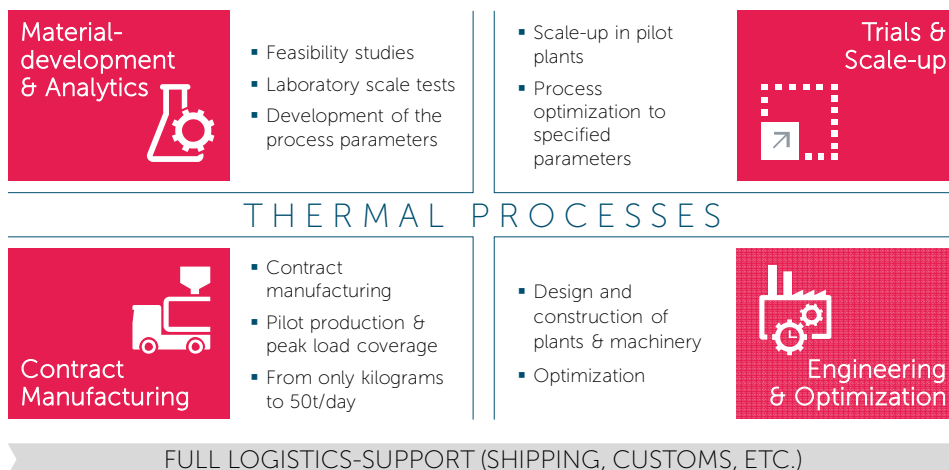 Material-
development
& Analytics
▪ Feasibility studies
▪ Laboratory scale tests
▪ Development of the
process parameters
▪ Scale-up in pilot
plants
▪ Process
optimization to
specified
parameters
Trials &
Scale-up
THERMAL PROCESSES
Contract
Manufacturing
▪ Contract
manufacturing
▪ Pilot production &
peak load coverage
▪ From only kilograms
to 50t/day
▪ Design and
construction of
plants & machinery
▪ Optimization
Engineering
& Optimization
FULL LOGISTICS-SUPPORT (SHIPPING, CUSTOMS, ETC.)